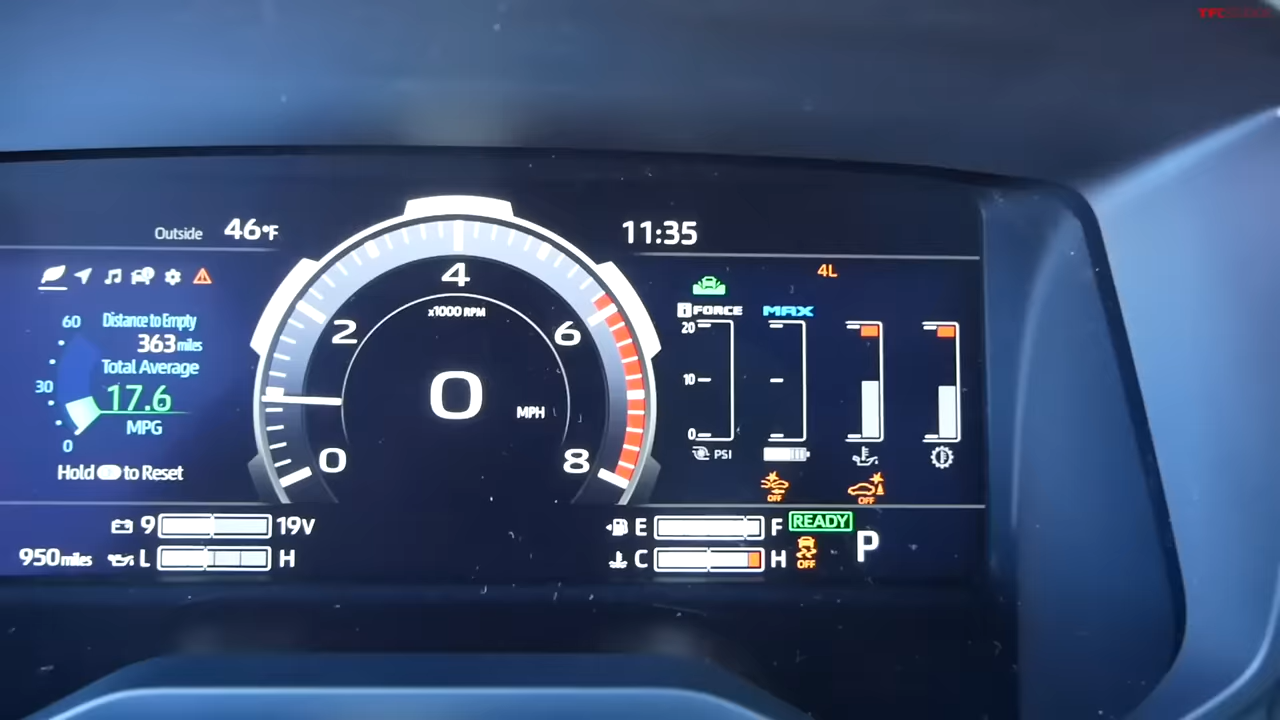 TFL
Outside 46°F
11:35
4L
60
Distance to Empty
363 miles
Total Average
30
17.6
MPG
0
Hold to Reset
0
2
4
6
8
x1000 RPM
0
MPH
iFORCE MAX
20
10
0
PSI
OFF
OFF
9 19V
950 miles
L H
E F
C H
READY
OFF
P